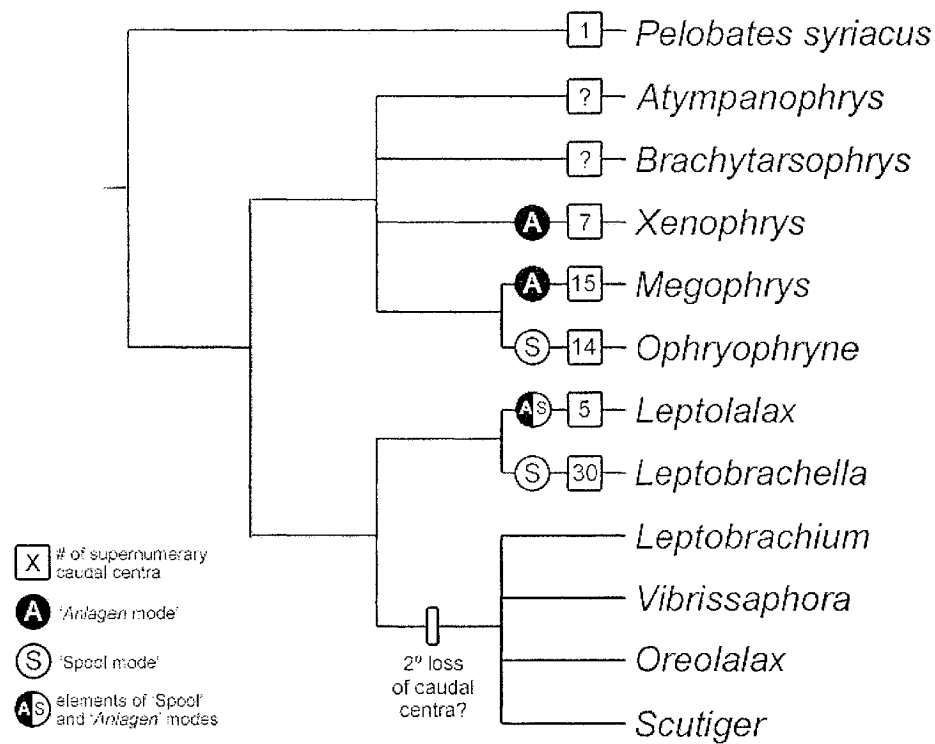 1 Pelobates syriacus
? Atympanophrys
? Brachytarsophrys
A 7 Xenophrys
A 15 Megophrys
S 14 Ophryophryne
A S 5 Leptolalax
S 30 Leptobrachella
Leptobrachium
Vibrissaphora
Oreolalax
Scutiger
2º loss
of caudal
centra?
X # of supernumerary
caudal centra
A 'Anlagen mode'
S 'Spool mode'
A S elements of 'Spool'
and 'Anlagen' modes